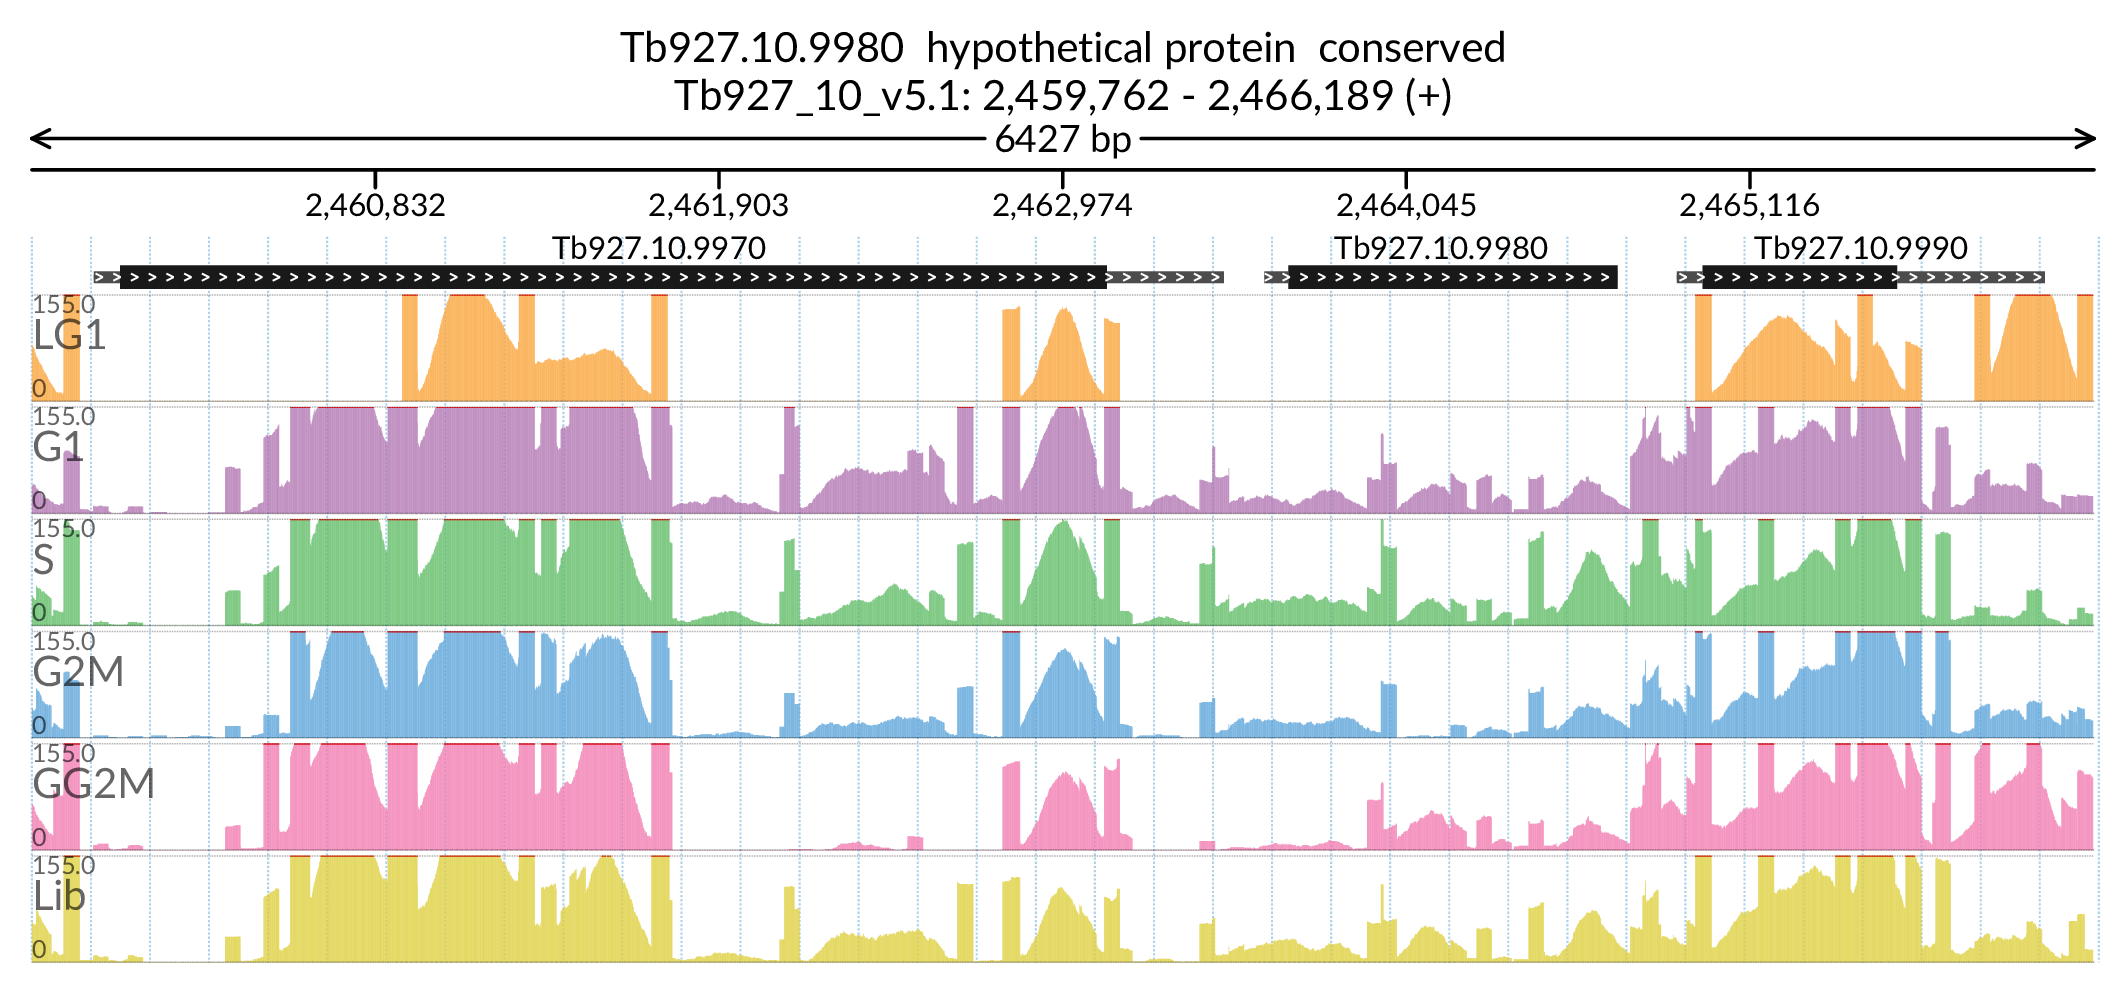 Tb927.10.9980  hypothetical protein  conserved
Tb927_10_v5.1: 2,459,762 - 2,466,189 (+)
6427 bp
2,460,832 2,461,903 2,462,974 2,464,045 2,465,116
Tb927.10.9970 Tb927.10.9980 Tb927.10.9990
155.0
LG1
0
155.0
G1
0
155.0
S
0
155.0
G2M
0
155.0
GG2M
0
155.0
Lib
0